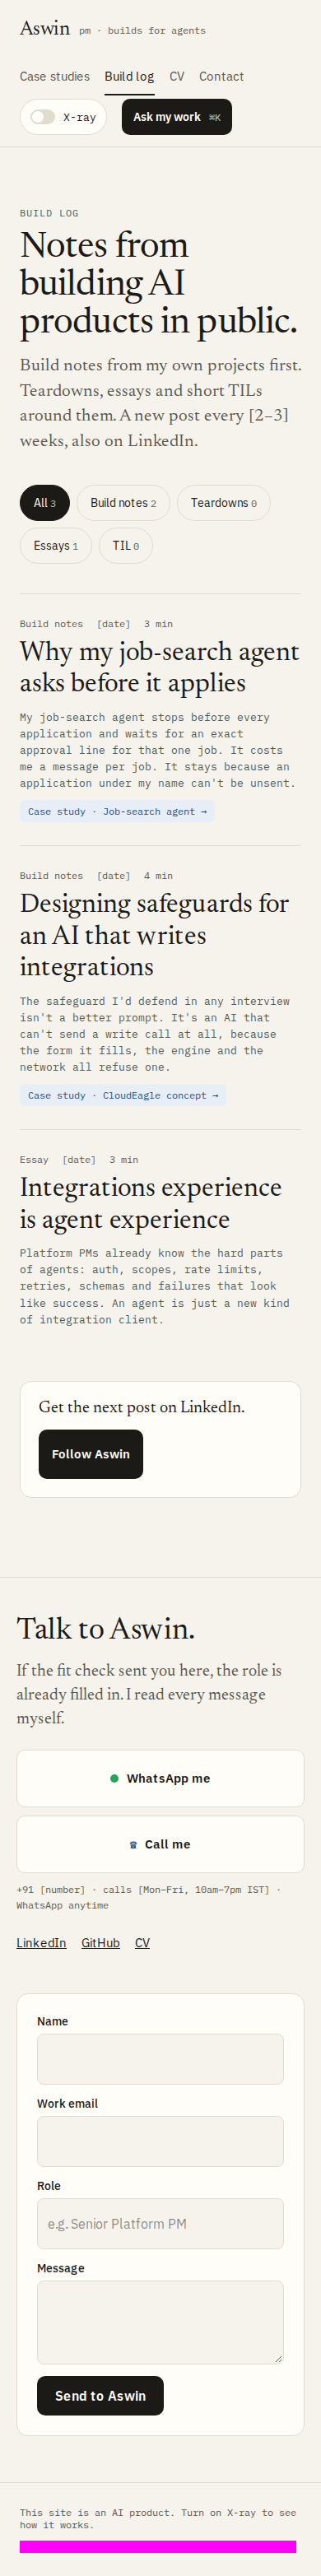 Aswin pm · builds for agents
Case studies Build log CV Contact
X-ray Ask my work ⌘K
BUILD LOG
Notes from
building AI
products in public.
Build notes from my own projects first.
Teardowns, essays and short TILs
around them. A new post every [2–3]
weeks, also on LinkedIn.
All 3 Build notes 2 Teardowns 0
Essays 1 TIL 0
Build notes [date] 3 min
Why my job-search agent
asks before it applies
My job-search agent stops before every
application and waits for an exact
approval line for that one job. It costs
me a message per job. It stays because an
application under my name can't be unsent.
Case study · Job-search agent →
Build notes [date] 4 min
Designing safeguards for
an AI that writes
integrations
The safeguard I'd defend in any interview
isn't a better prompt. It's an AI that
can't send a write call at all, because
the form it fills, the engine and the
network all refuse one.
Case study · CloudEagle concept →
Essay [date] 3 min
Integrations experience
is agent experience
Platform PMs already know the hard parts
of agents: auth, scopes, rate limits,
retries, schemas and failures that look
like success. An agent is just a new kind
of integration client.
Get the next post on LinkedIn.
Follow Aswin
Talk to Aswin.
If the fit check sent you here, the role is
already filled in. I read every message
myself.
WhatsApp me
☎ Call me
+91 [number] · calls [Mon–Fri, 10am–7pm IST] ·
WhatsApp anytime
LinkedIn GitHub CV
Name
Work email
Role
e.g. Senior Platform PM
Message
Send to Aswin
This site is an AI product. Turn on X-ray to see
how it works.